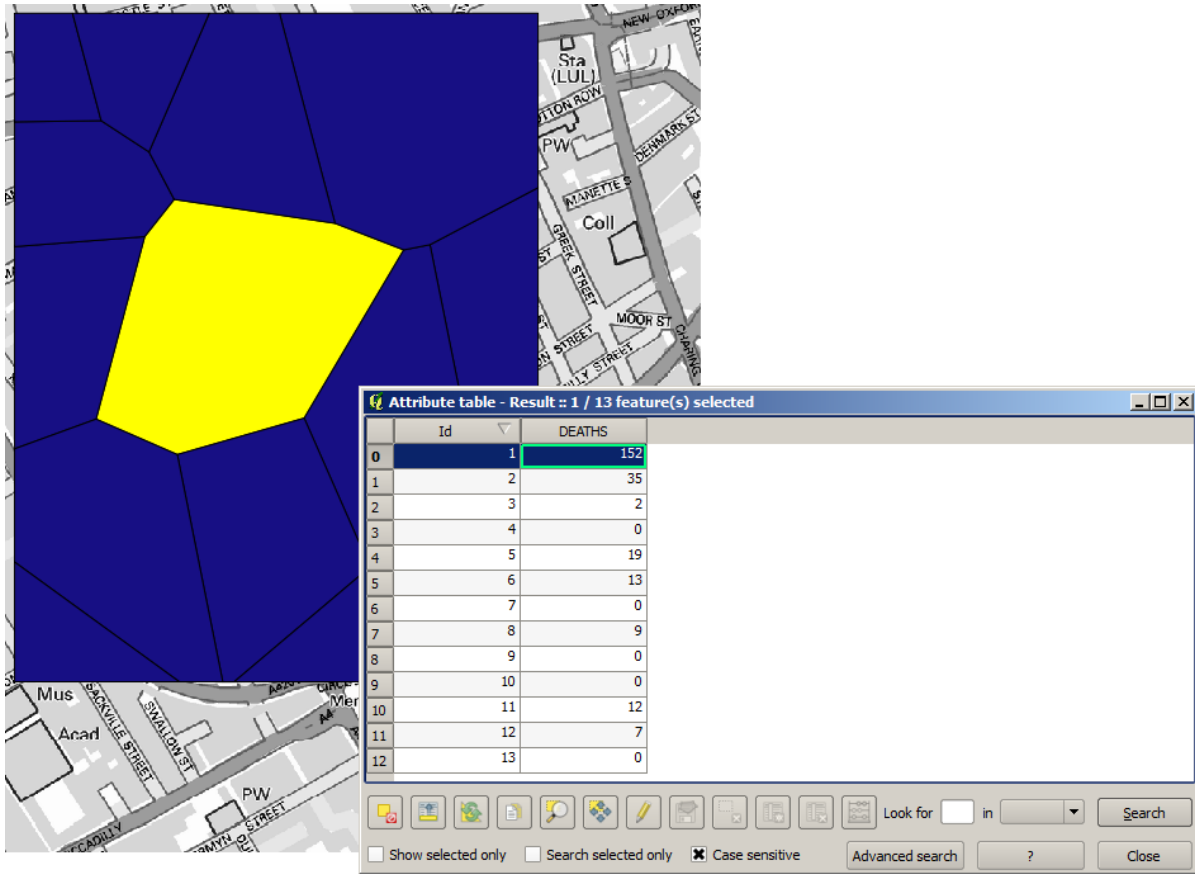 NEW OXFORD
Sta
(LUL)
PW
DENMARK ST
MANETTE S
Coll
GREEK STREET
ST
MOOR ST
CHARING
STREET
STREET
Attribute table - Result :: 1 / 13 feature(s) selected
Id DEATHS
0 1 152
1 2 35
2 3 2
3 4 0
4 5 19
5 6 13
6 7 0
7 8 9
8 9 0
9 10 0
10 11 12
11 12 7
12 13 0
Look for in Search
Show selected only Search selected only Case sensitive Advanced search ? Close
Mus
Acad
SACKVILLE STREET
SWALLOW ST
A4
Mer
PW
CCADILLY
RMYN STREET